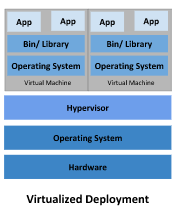 App App App App
Bin/ Library Bin/ Library
Operating System Operating System
Virtual Machine Virtual Machine
Hypervisor
Operating System
Hardware
Virtualized Deployment